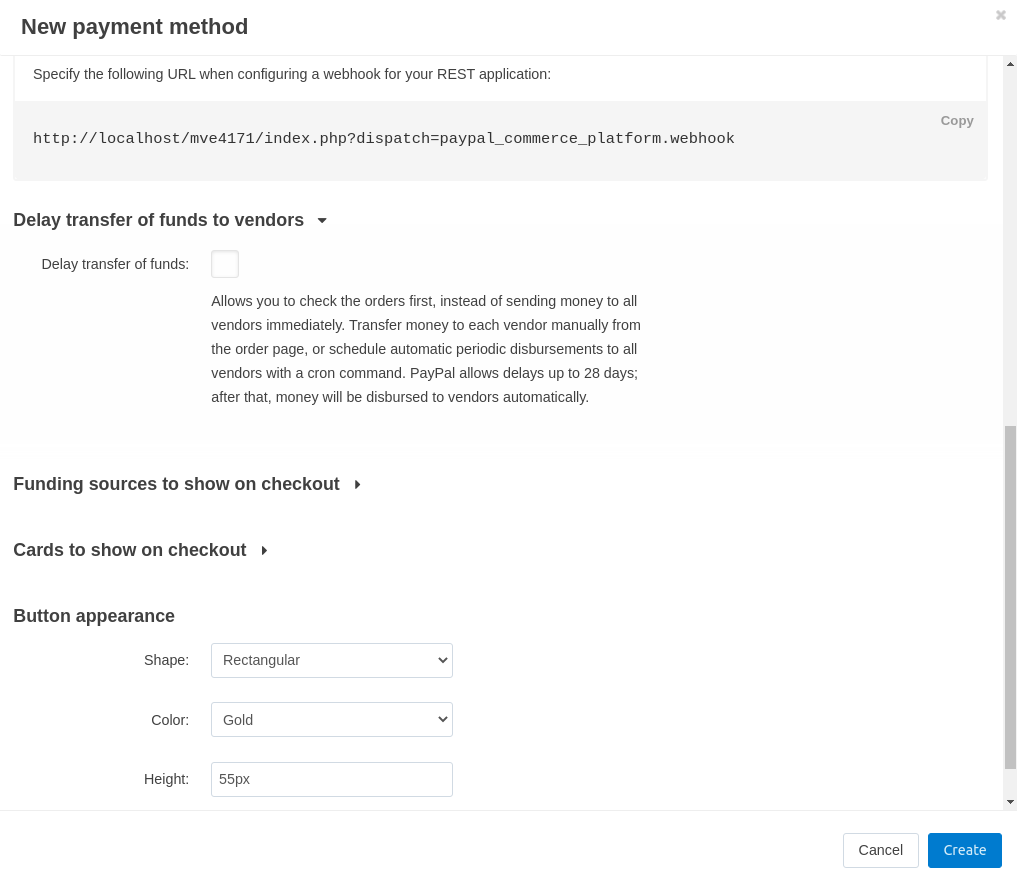 New payment method
Specify the following URL when configuring a webhook for your REST application:
Copy
http://localhost/mve4171/index.php?dispatch=paypal_commerce_platform.webhook
Delay transfer of funds to vendors
Delay transfer of funds:
Allows you to check the orders first, instead of sending money to all
vendors immediately. Transfer money to each vendor manually from
the order page, or schedule automatic periodic disbursements to all
vendors with a cron command. PayPal allows delays up to 28 days;
after that, money will be disbursed to vendors automatically.
Funding sources to show on checkout
Cards to show on checkout
Button appearance
Shape: Rectangular
Color: Gold
Height: 55px
Cancel Create